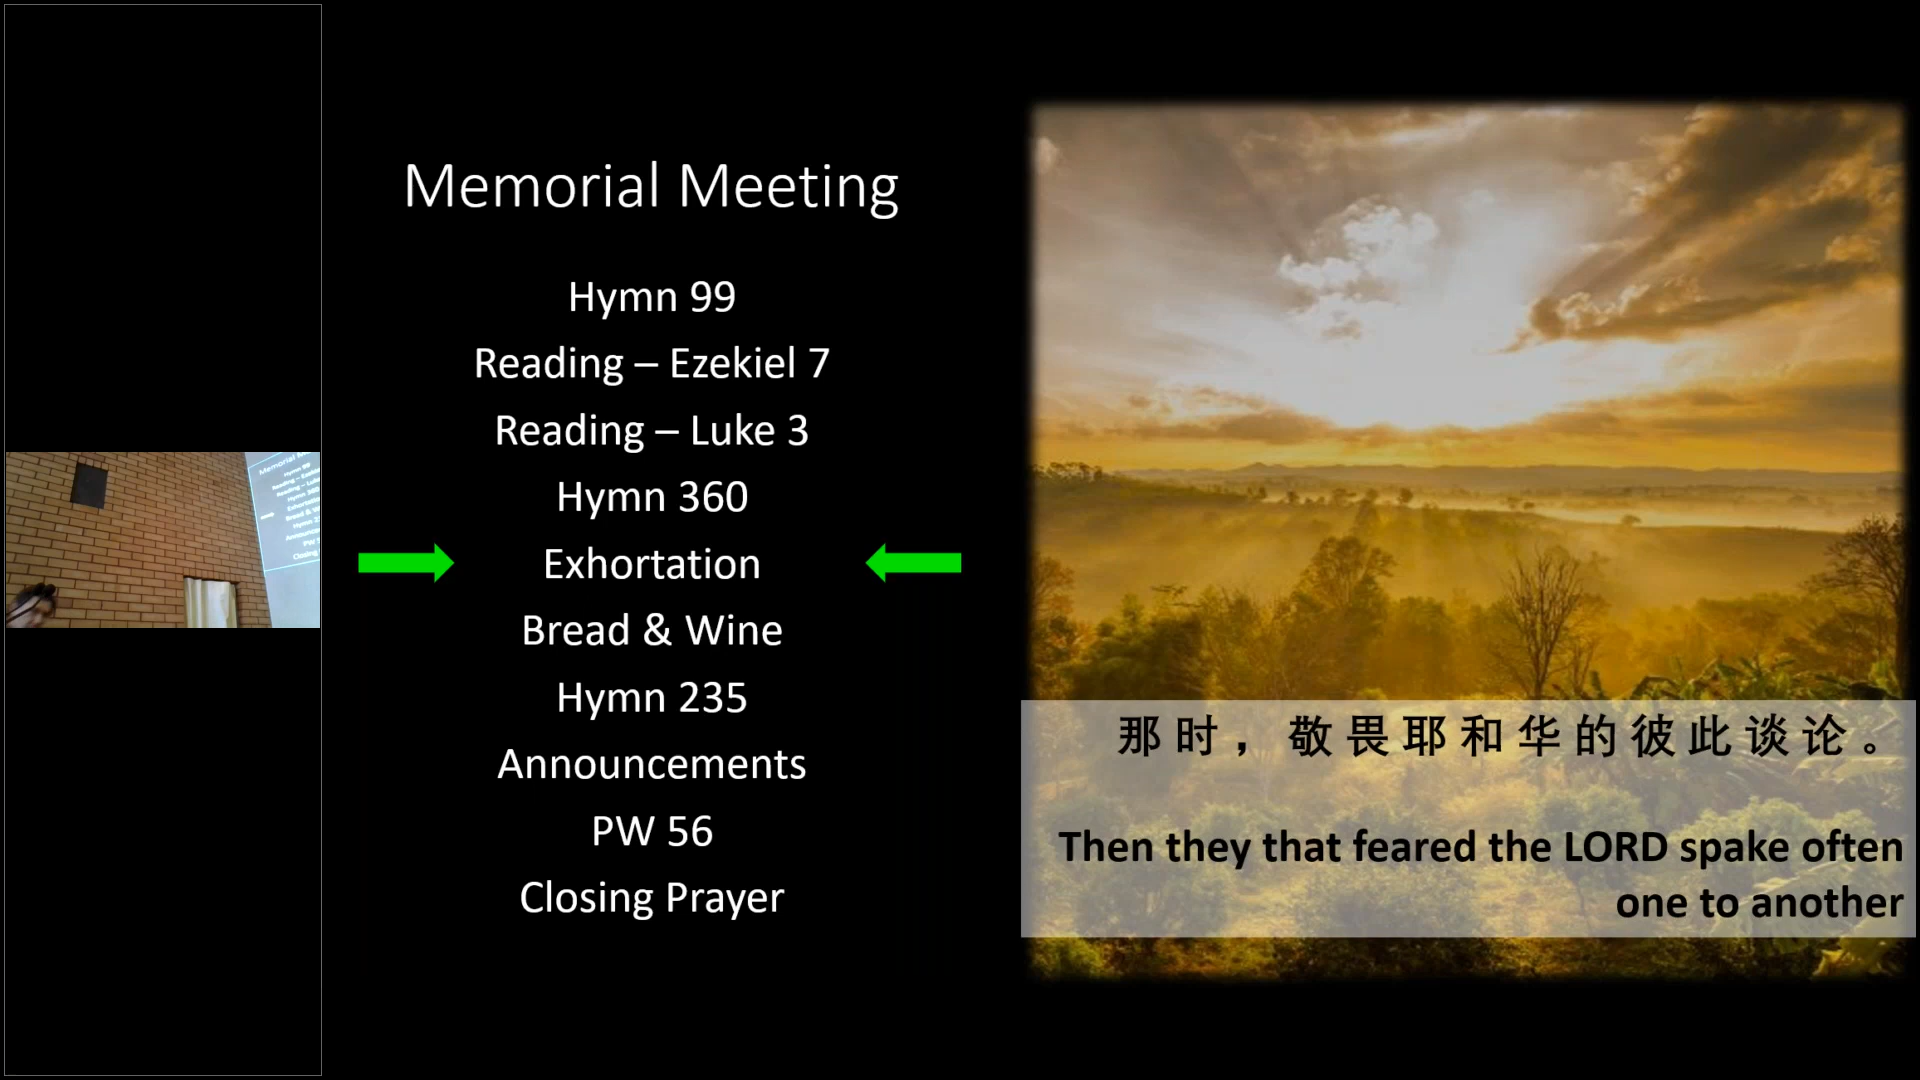 Memorial Meeting
Hymn 99
Reading – Ezekiel 7
Reading – Luke 3
Hymn 360
Exhortation
Bread & Wine
Hymn 235
Announcements
PW 56
Closing Prayer
那时，敬畏耶和华的彼此谈论。
Then they that feared the LORD spake often
one to another